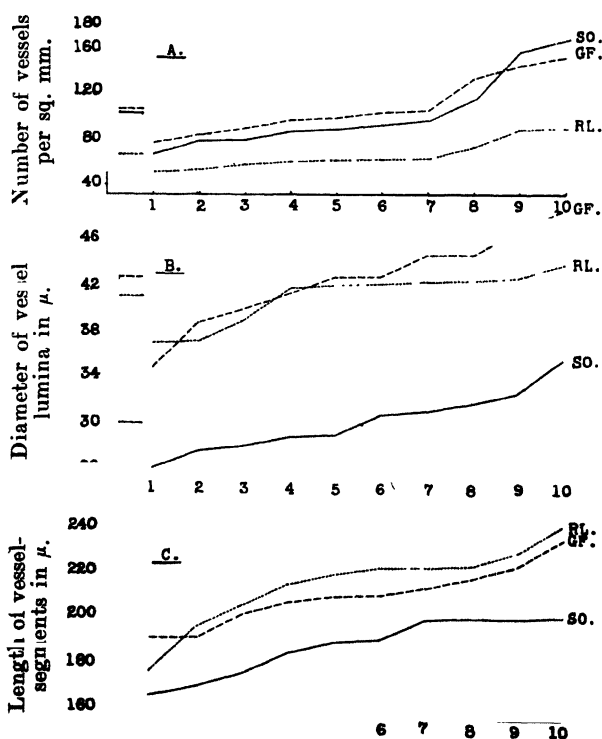 Number of vessels
per sq. mm.
180
160
120
80
40
A.
SO.
GF.
RL.
1 2 3 4 5 6 7 8 9 10
Diameter of vessel
lumina in μ.
46
42
38
34
30
B.
GF.
RL.
SO.
1 2 3 4 5 6 7 8 9 10
Length of vessel-
segments in μ.
240
220
200
180
160
C.
RL.
GF.
SO.
6 7 8 9 10